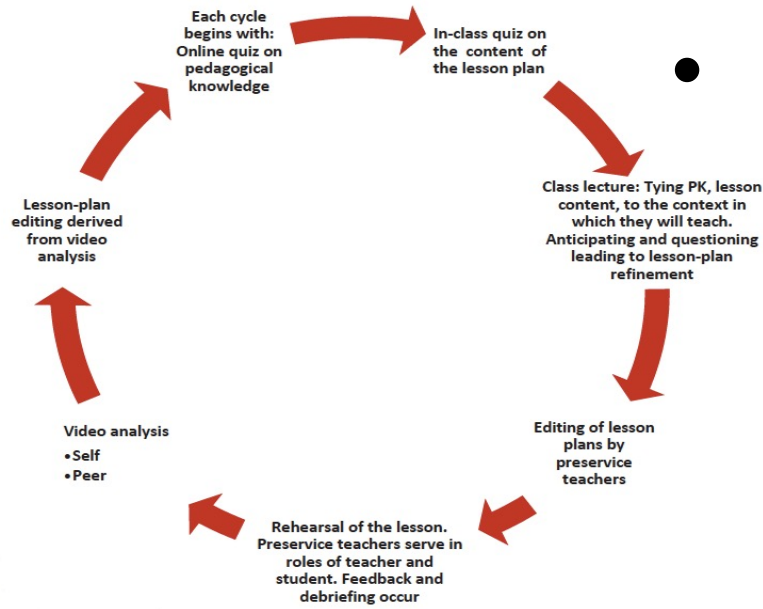 Each cycle
begins with:
Online quiz on
pedagogical
knowledge
In-class quiz on
the content of
the lesson plan
Class lecture: Tying PK, lesson
content, to the context in
which they will teach.
Anticipating and questioning
leading to lesson-plan
refinement
Editing of lesson
plans by
preservice
teachers
Rehearsal of the lesson.
Preservice teachers serve in
roles of teacher and
student. Feedback and
debriefing occur
Video analysis
•Self
•Peer
Lesson-plan
editing derived
from video
analysis